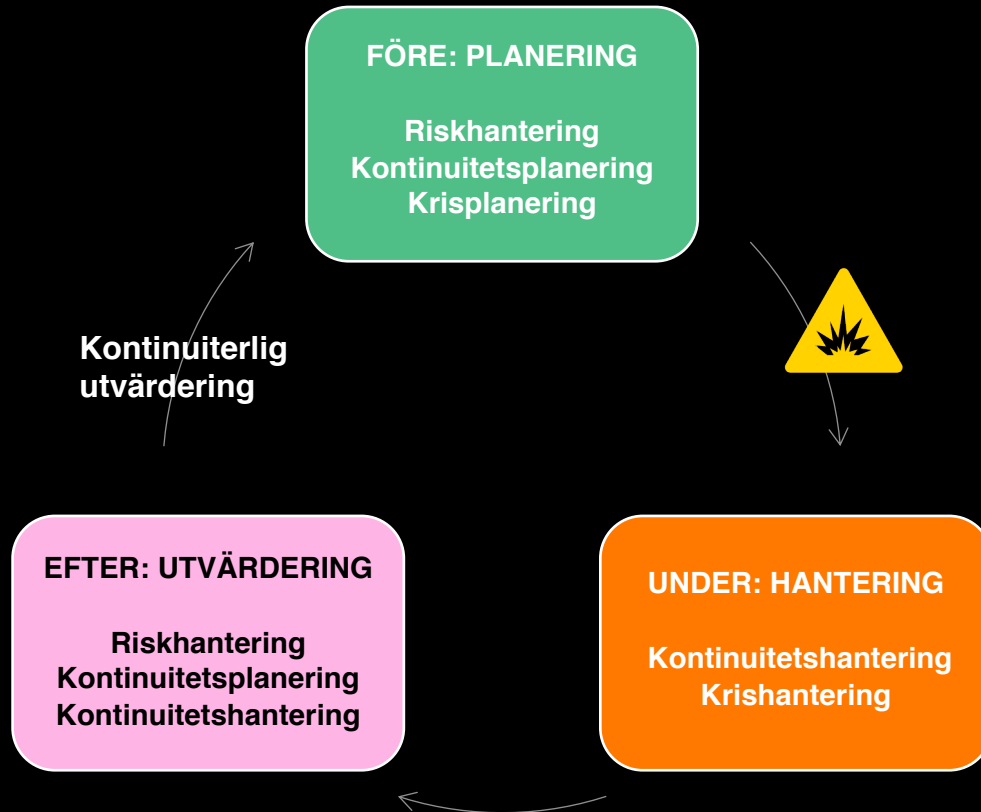 FÖRE: PLANERING
Riskhantering
Kontinuitetsplanering
Krisplanering
Kontinuiterlig
utvärdering
EFTER: UTVÄRDERING
Riskhantering
Kontinuitetsplanering
Kontinuitetshantering
UNDER: HANTERING
Kontinuitetshantering
Krishantering